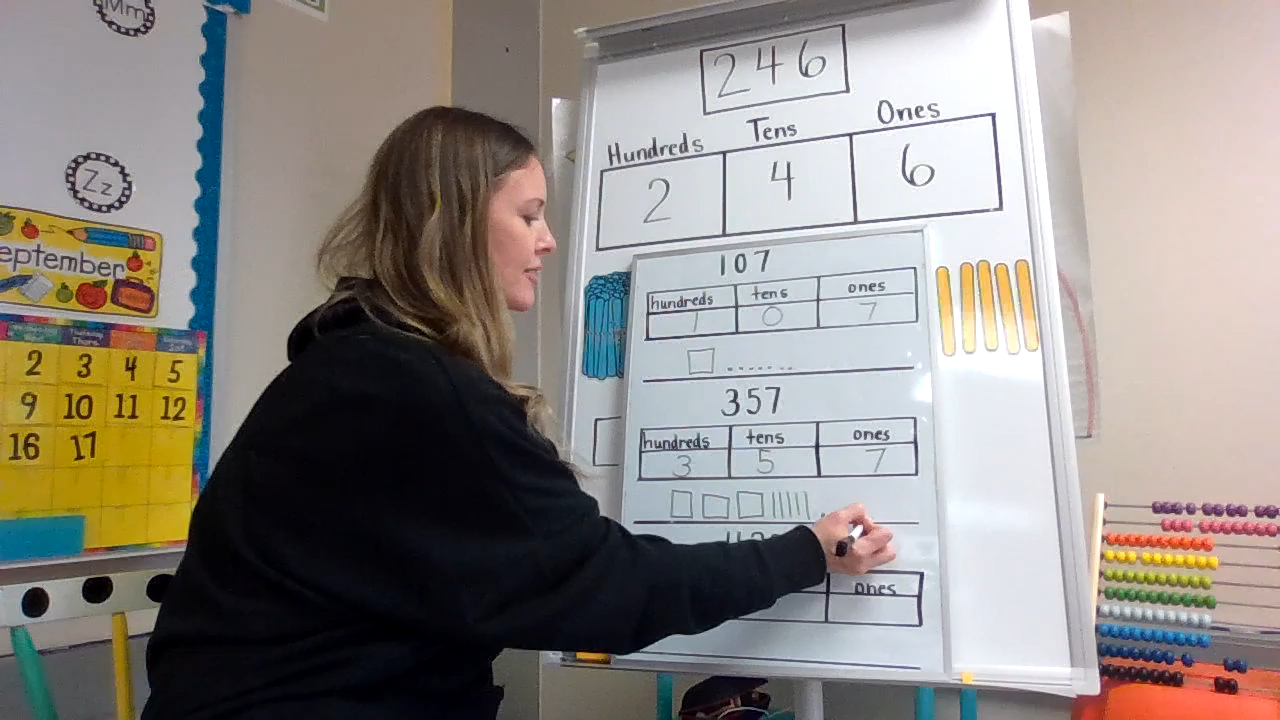 Mm
Zz
eptember
2 3 4 5
9 10 11 12
16 17
246
Hundreds Tens Ones
2 4 6
107
hundreds tens ones
1 0 7
357
hundreds tens ones
3 5 7
ones